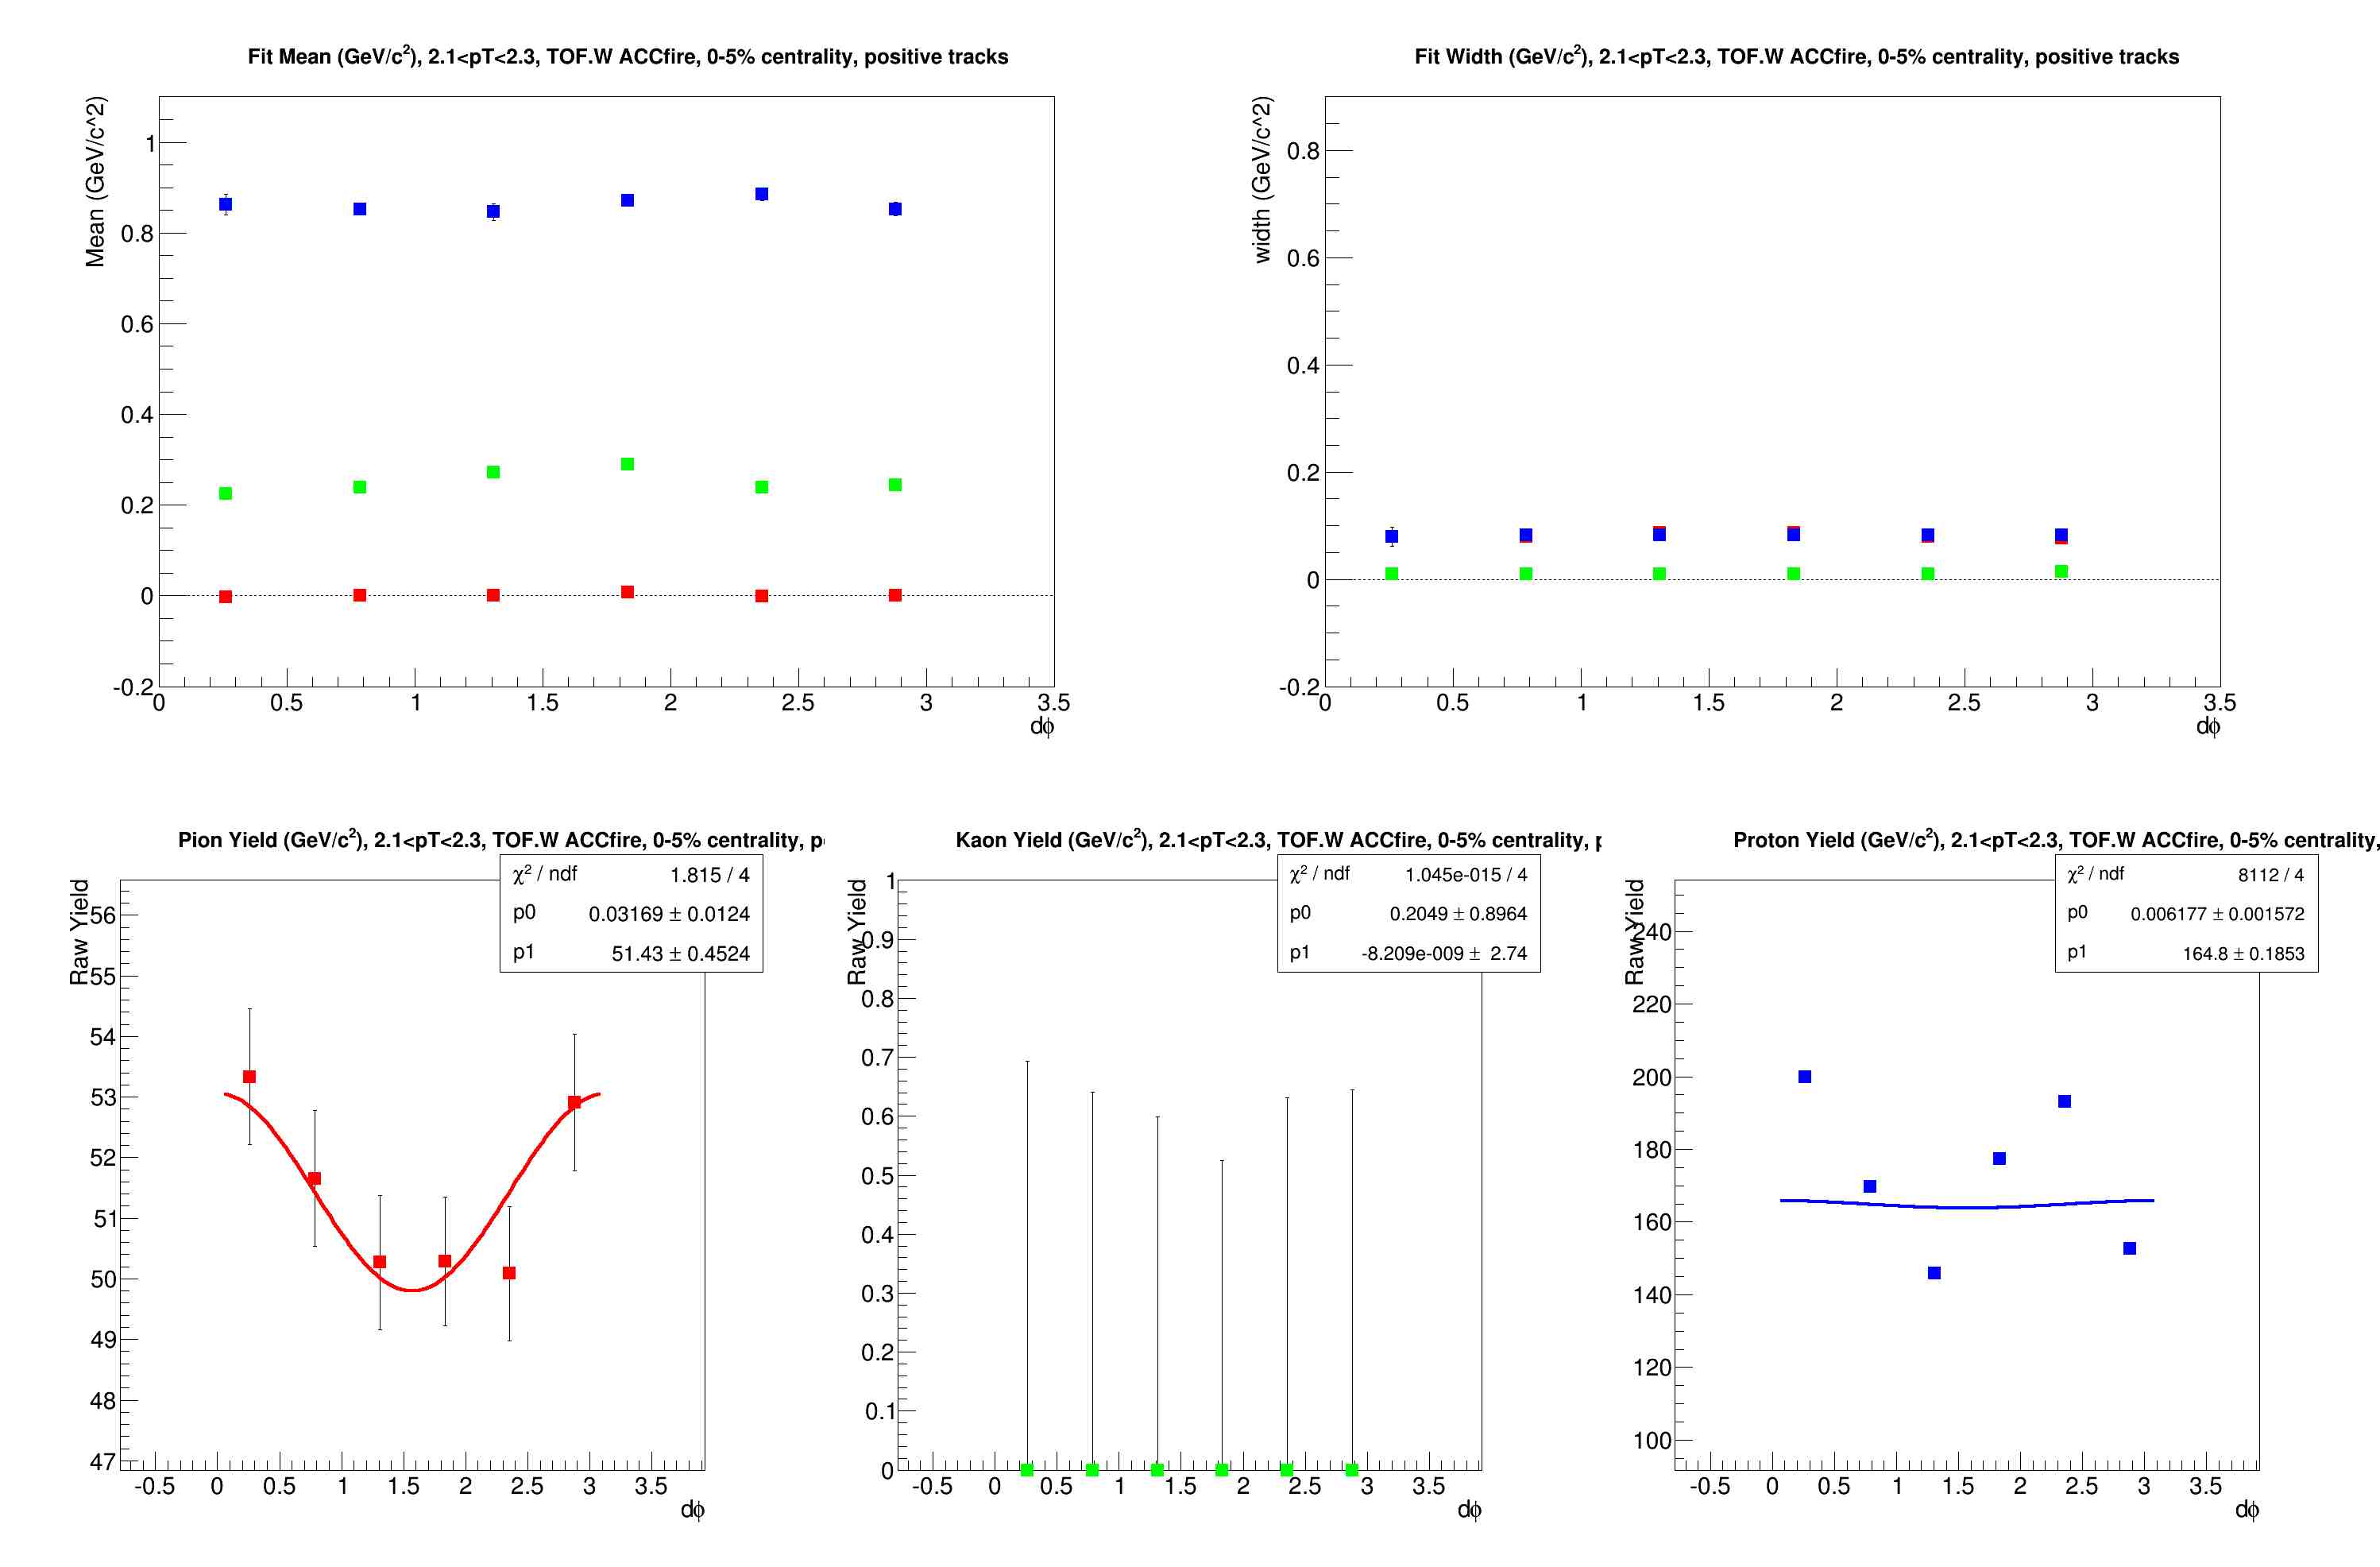 Fit Mean (GeV/c²), 2.1<pT<2.3, TOF.W ACCfire, 0-5% centrality, positive tracks
Mean (GeV/c^2)
1
0.8
0.6
0.4
0.2
0
-0.2
0 0.5 1 1.5 2 2.5 3 3.5
dϕ
Fit Width (GeV/c²), 2.1<pT<2.3, TOF.W ACCfire, 0-5% centrality, positive tracks
width (GeV/c^2)
0.8
0.6
0.4
0.2
0
-0.2
0 0.5 1 1.5 2 2.5 3 3.5
dϕ
Pion Yield (GeV/c²), 2.1<pT<2.3, TOF.W ACCfire, 0-5% centrality, p
χ² / ndf 1.815 / 4
p0 0.03169 ± 0.0124
p1 51.43 ± 0.4524
Raw Yield
56
55
54
53
52
51
50
49
48
47
-0.5 0 0.5 1 1.5 2 2.5 3 3.5
dϕ
Kaon Yield (GeV/c²), 2.1<pT<2.3, TOF.W ACCfire, 0-5% centrality, p
χ² / ndf 1.045e-015 / 4
p0 0.2049 ± 0.8964
p1 -8.209e-009 ± 2.74
Raw Yield
1
0.9
0.8
0.7
0.6
0.5
0.4
0.3
0.2
0.1
0
-0.5 0 0.5 1 1.5 2 2.5 3 3.5
dϕ
Proton Yield (GeV/c²), 2.1<pT<2.3, TOF.W ACCfire, 0-5% centrality,
χ² / ndf 8112 / 4
p0 0.006177 ± 0.001572
p1 164.8 ± 0.1853
Raw Yield
240
220
200
180
160
140
120
100
-0.5 0 0.5 1 1.5 2 2.5 3 3.5
dϕ